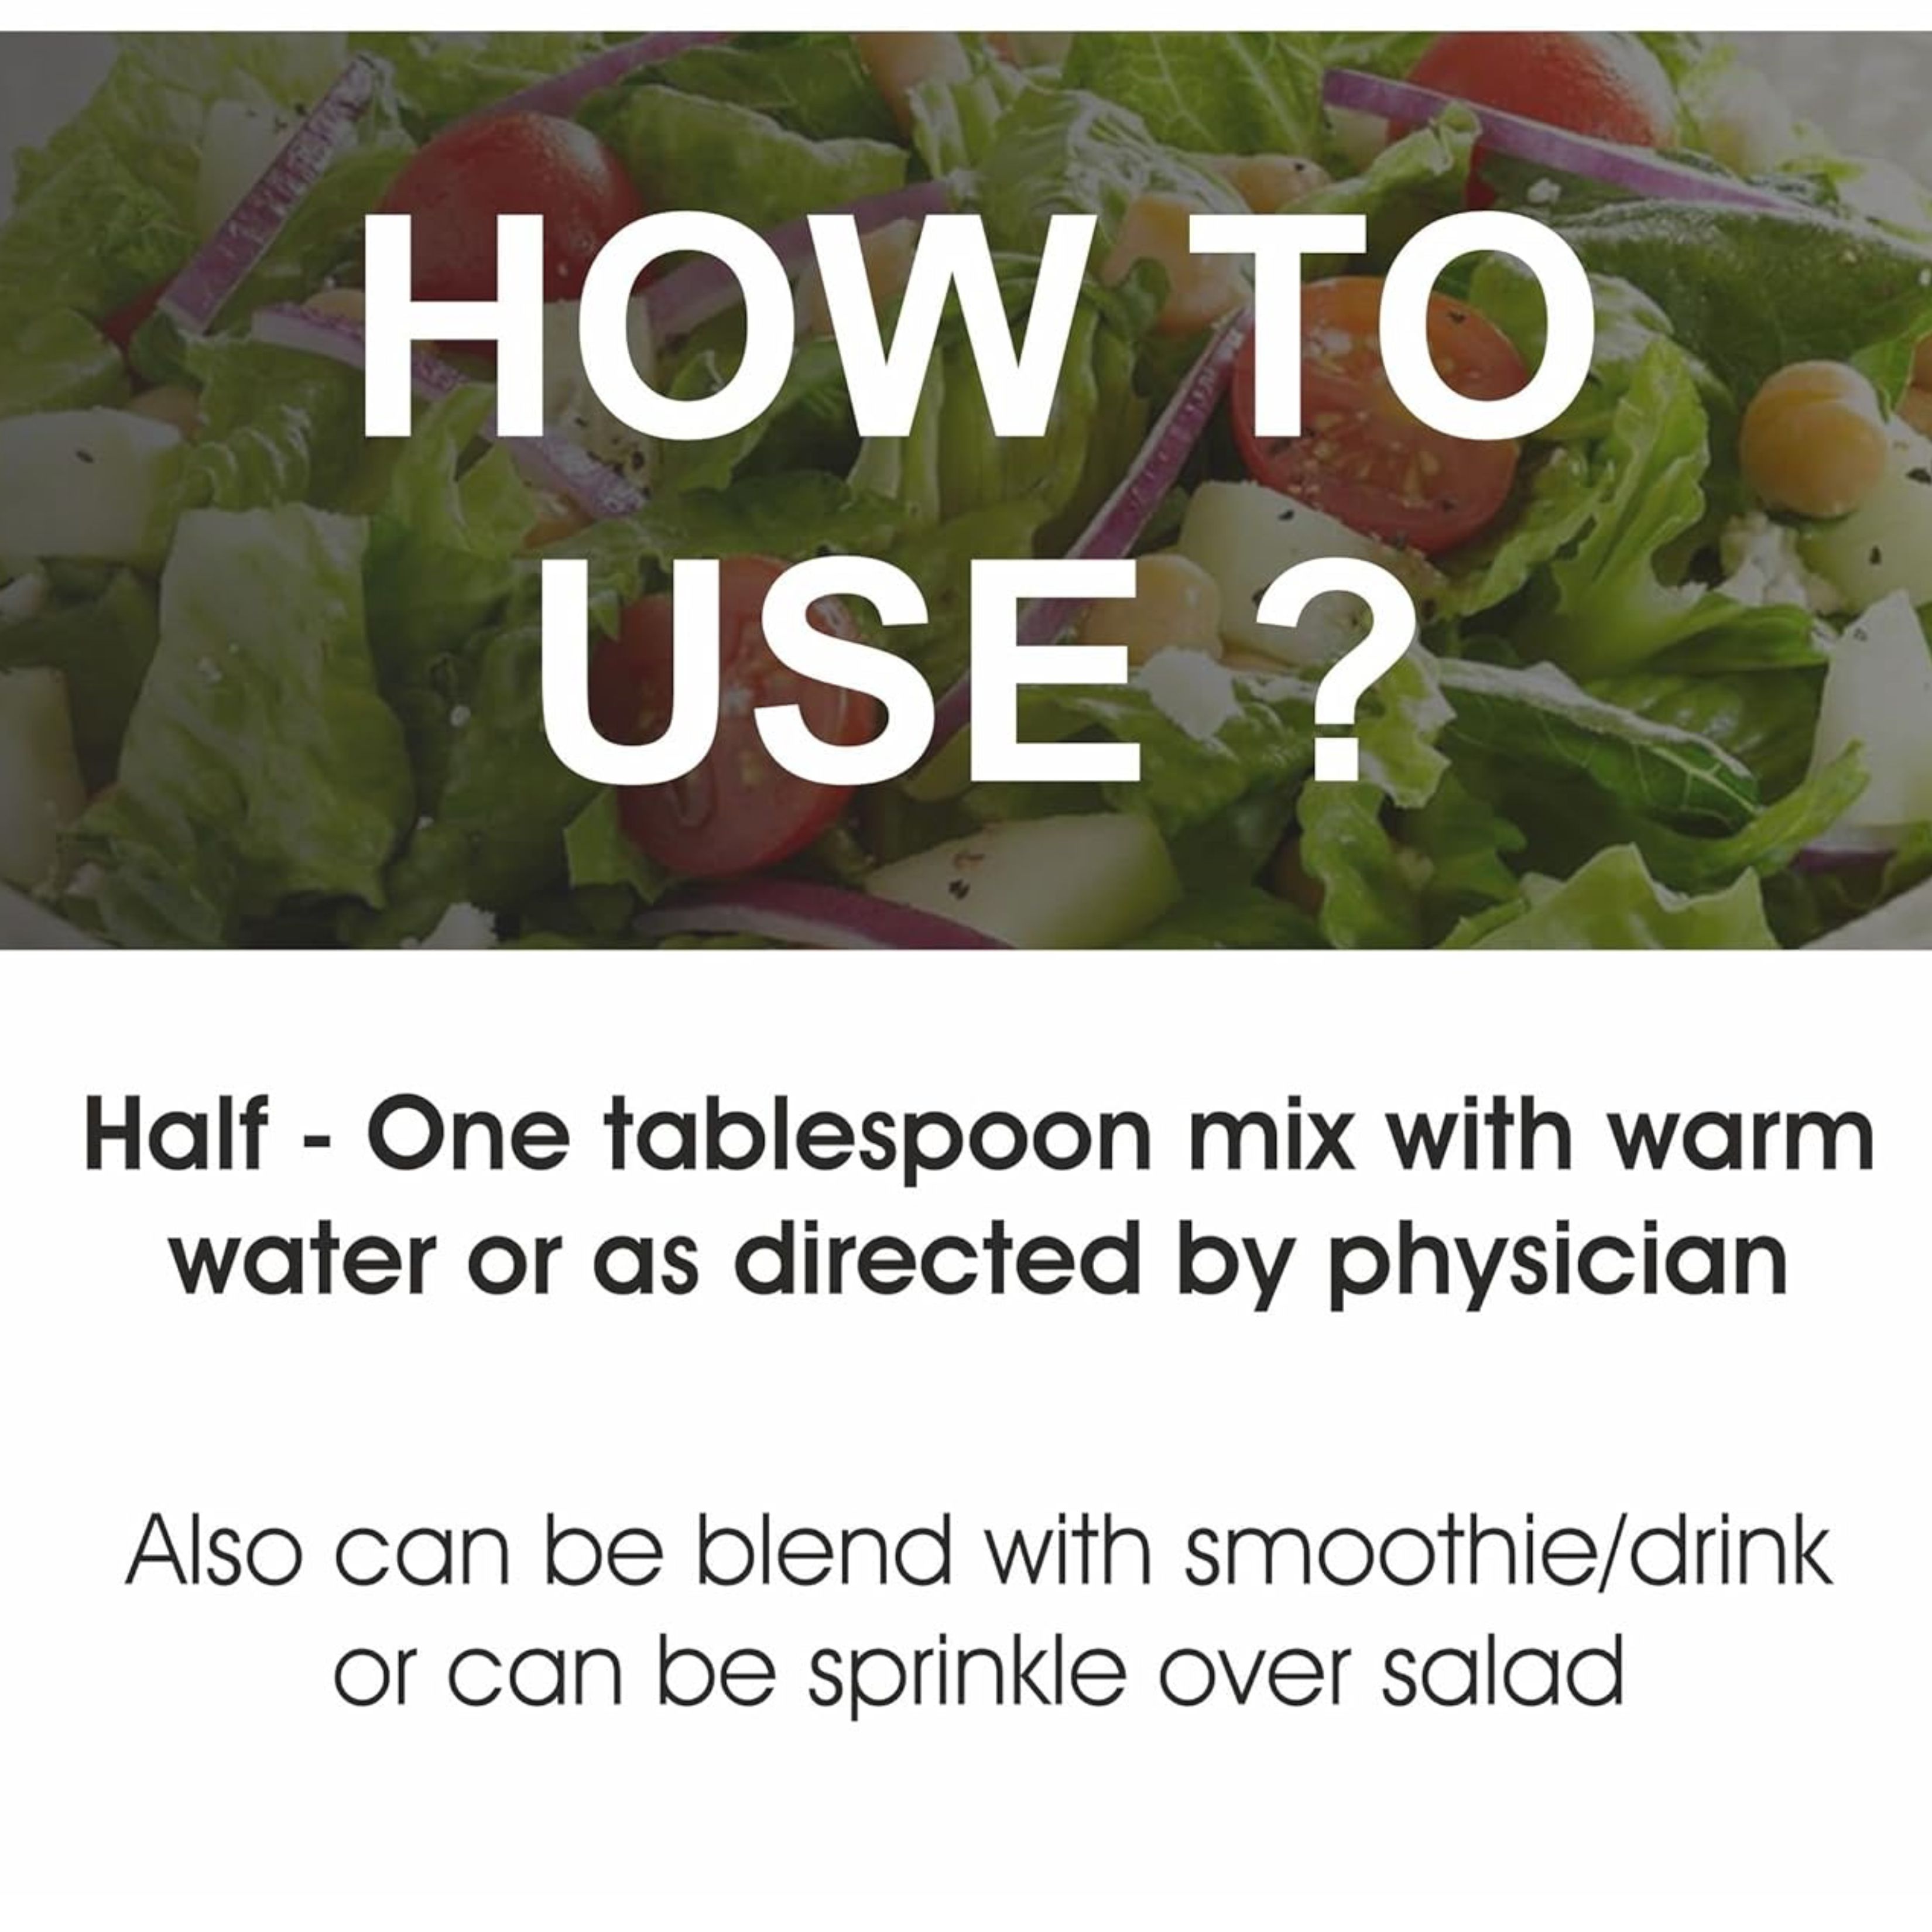 HOW TO
USE ?
Half - One tablespoon mix with warm
water or as directed by physician
Also can be blend with smoothie/drink
or can be sprinkle over salad